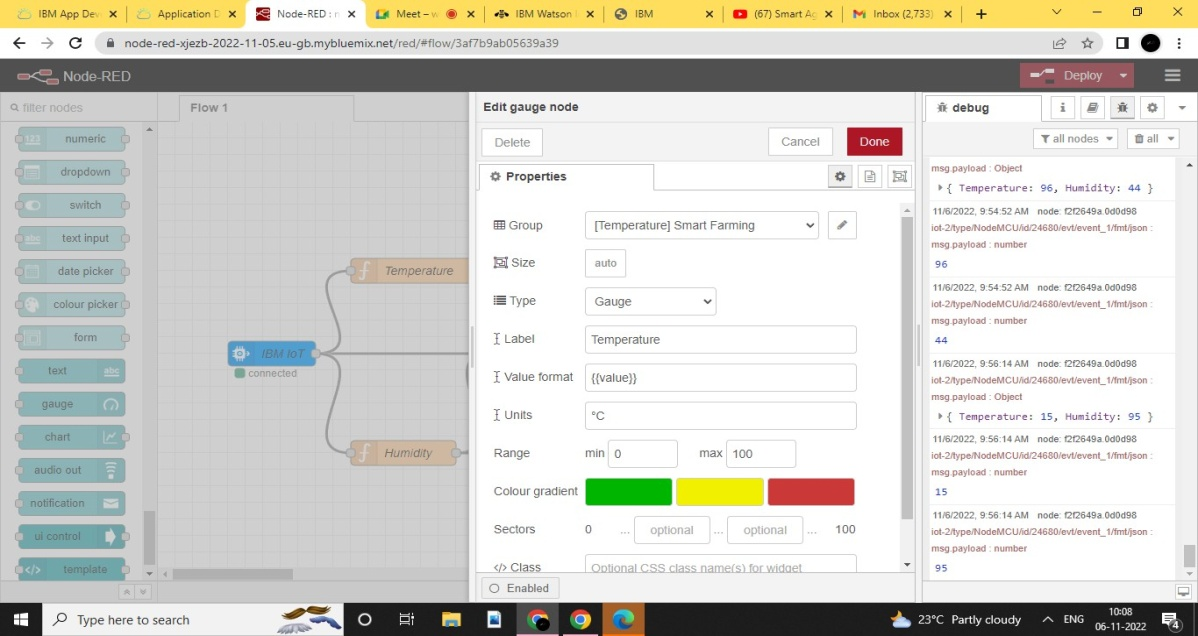 IBM App Dev
Application D
Node-RED : n
Meet – w
IBM Watson I
IBM
(67) Smart Ag
Inbox (2,733)
node-red-xjezb-2022-11-05.eu-gb.mybluemix.net/red/#flow/3af7b9ab05639a39
Node-RED
Deploy
filter nodes
Flow 1
Edit gauge node
debug
Delete
Cancel
Done
all nodes
all
numeric
dropdown
switch
text input
date picker
colour picker
form
text
abc
gauge
chart
audio out
notification
ui control
template
Temperature
IBM IoT
connected
Humidity
Properties
Group
[Temperature] Smart Farming
Size
auto
Type
Gauge
Label
Temperature
Value format
{{value}}
Units
°C
Range
min 0
max 100
Colour gradient
Sectors
0 ... optional ... optional ... 100
</> Class
Optional CSS class name(s) for widget
Enabled
msg.payload : Object
{ Temperature: 96, Humidity: 44 }
11/6/2022, 9:54:52 AM node: f2f2649a.0d0d98
iot-2/type/NodeMCU/id/24680/evt/event_1/fmt/json :
msg.payload : number
96
11/6/2022, 9:54:52 AM node: f2f2649a.0d0d98
iot-2/type/NodeMCU/id/24680/evt/event_1/fmt/json :
msg.payload : number
44
11/6/2022, 9:56:14 AM node: f2f2649a.0d0d98
iot-2/type/NodeMCU/id/24680/evt/event_1/fmt/json :
msg.payload : Object
{ Temperature: 15, Humidity: 95 }
11/6/2022, 9:56:14 AM node: f2f2649a.0d0d98
iot-2/type/NodeMCU/id/24680/evt/event_1/fmt/json :
msg.payload : number
15
11/6/2022, 9:56:14 AM node: f2f2649a.0d0d98
iot-2/type/NodeMCU/id/24680/evt/event_1/fmt/json :
msg.payload : number
95
Type here to search
23°C Partly cloudy
ENG
10:08
06-11-2022
4